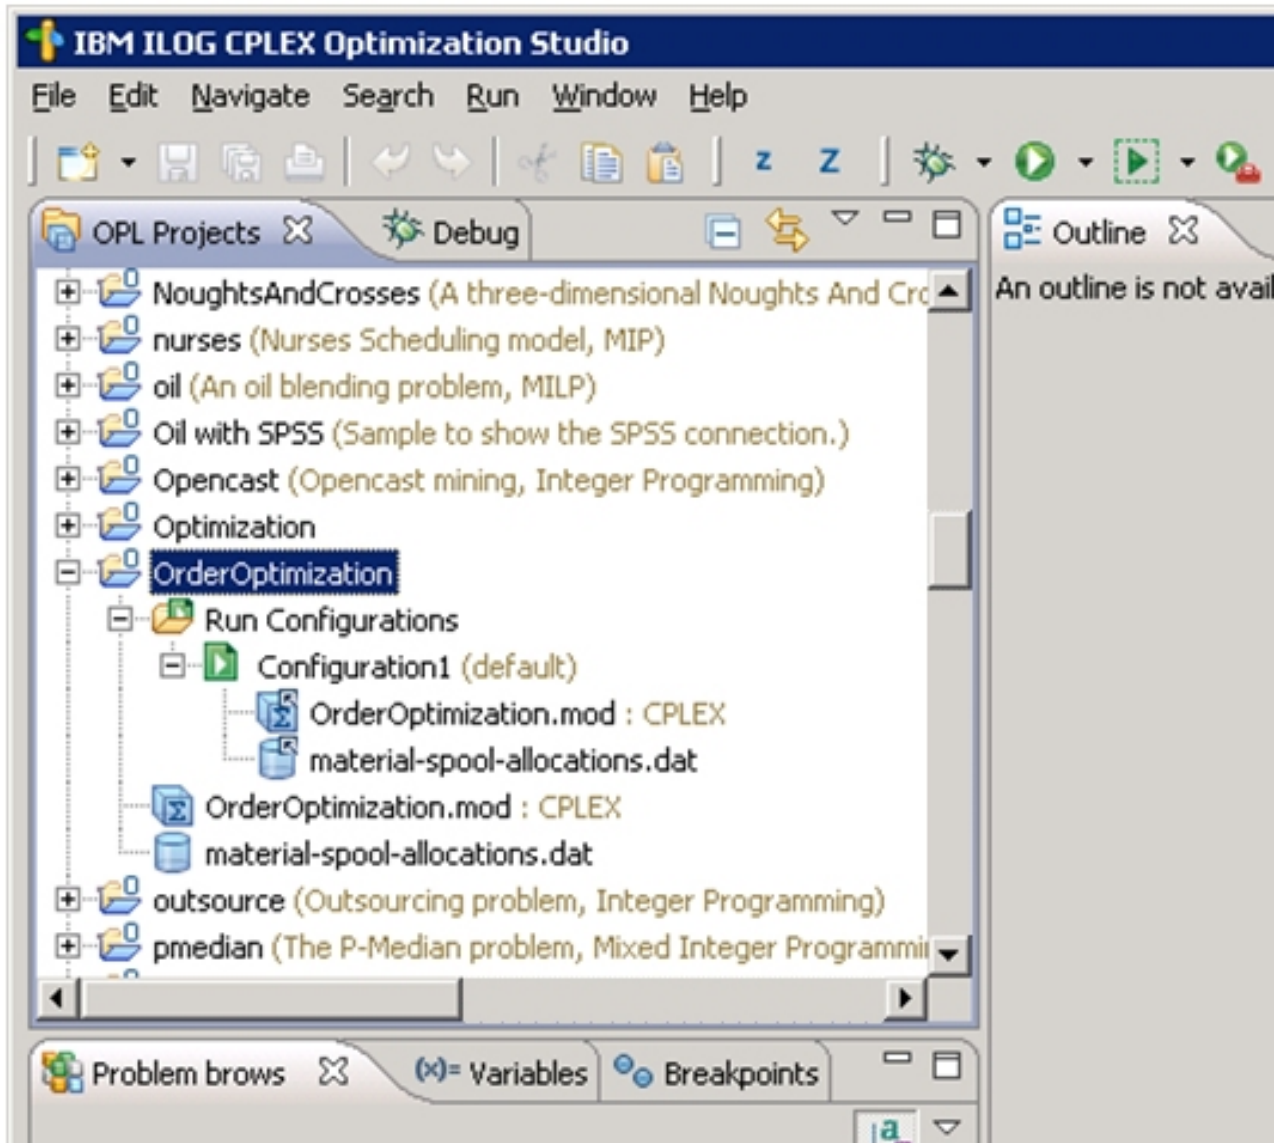 IBM ILOG CPLEX Optimization Studio
File Edit Navigate Search Run Window Help
z Z
OPL Projects Debug
Outline
NoughtsAndCrosses (A three-dimensional Noughts And Cro
An outline is not avail
nurses (Nurses Scheduling model, MIP)
oil (An oil blending problem, MILP)
Oil with SPSS (Sample to show the SPSS connection.)
Opencast (Opencast mining, Integer Programming)
Optimization
OrderOptimization
Run Configurations
Configuration1 (default)
OrderOptimization.mod : CPLEX
material-spool-allocations.dat
OrderOptimization.mod : CPLEX
material-spool-allocations.dat
outsource (Outsourcing problem, Integer Programming)
pmedian (The P-Median problem, Mixed Integer Programmi
Problem brows (x)= Variables Breakpoints
a